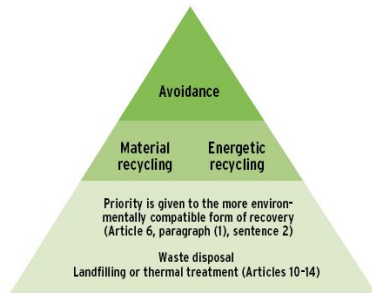 Avoidance
Material recycling
Energetic recycling
Priority is given to the more environ-
mentally compatible form of recovery
(Article 6, paragraph (1), sentence 2)
Waste disposal
Landfilling or thermal treatment (Articles 10-14)